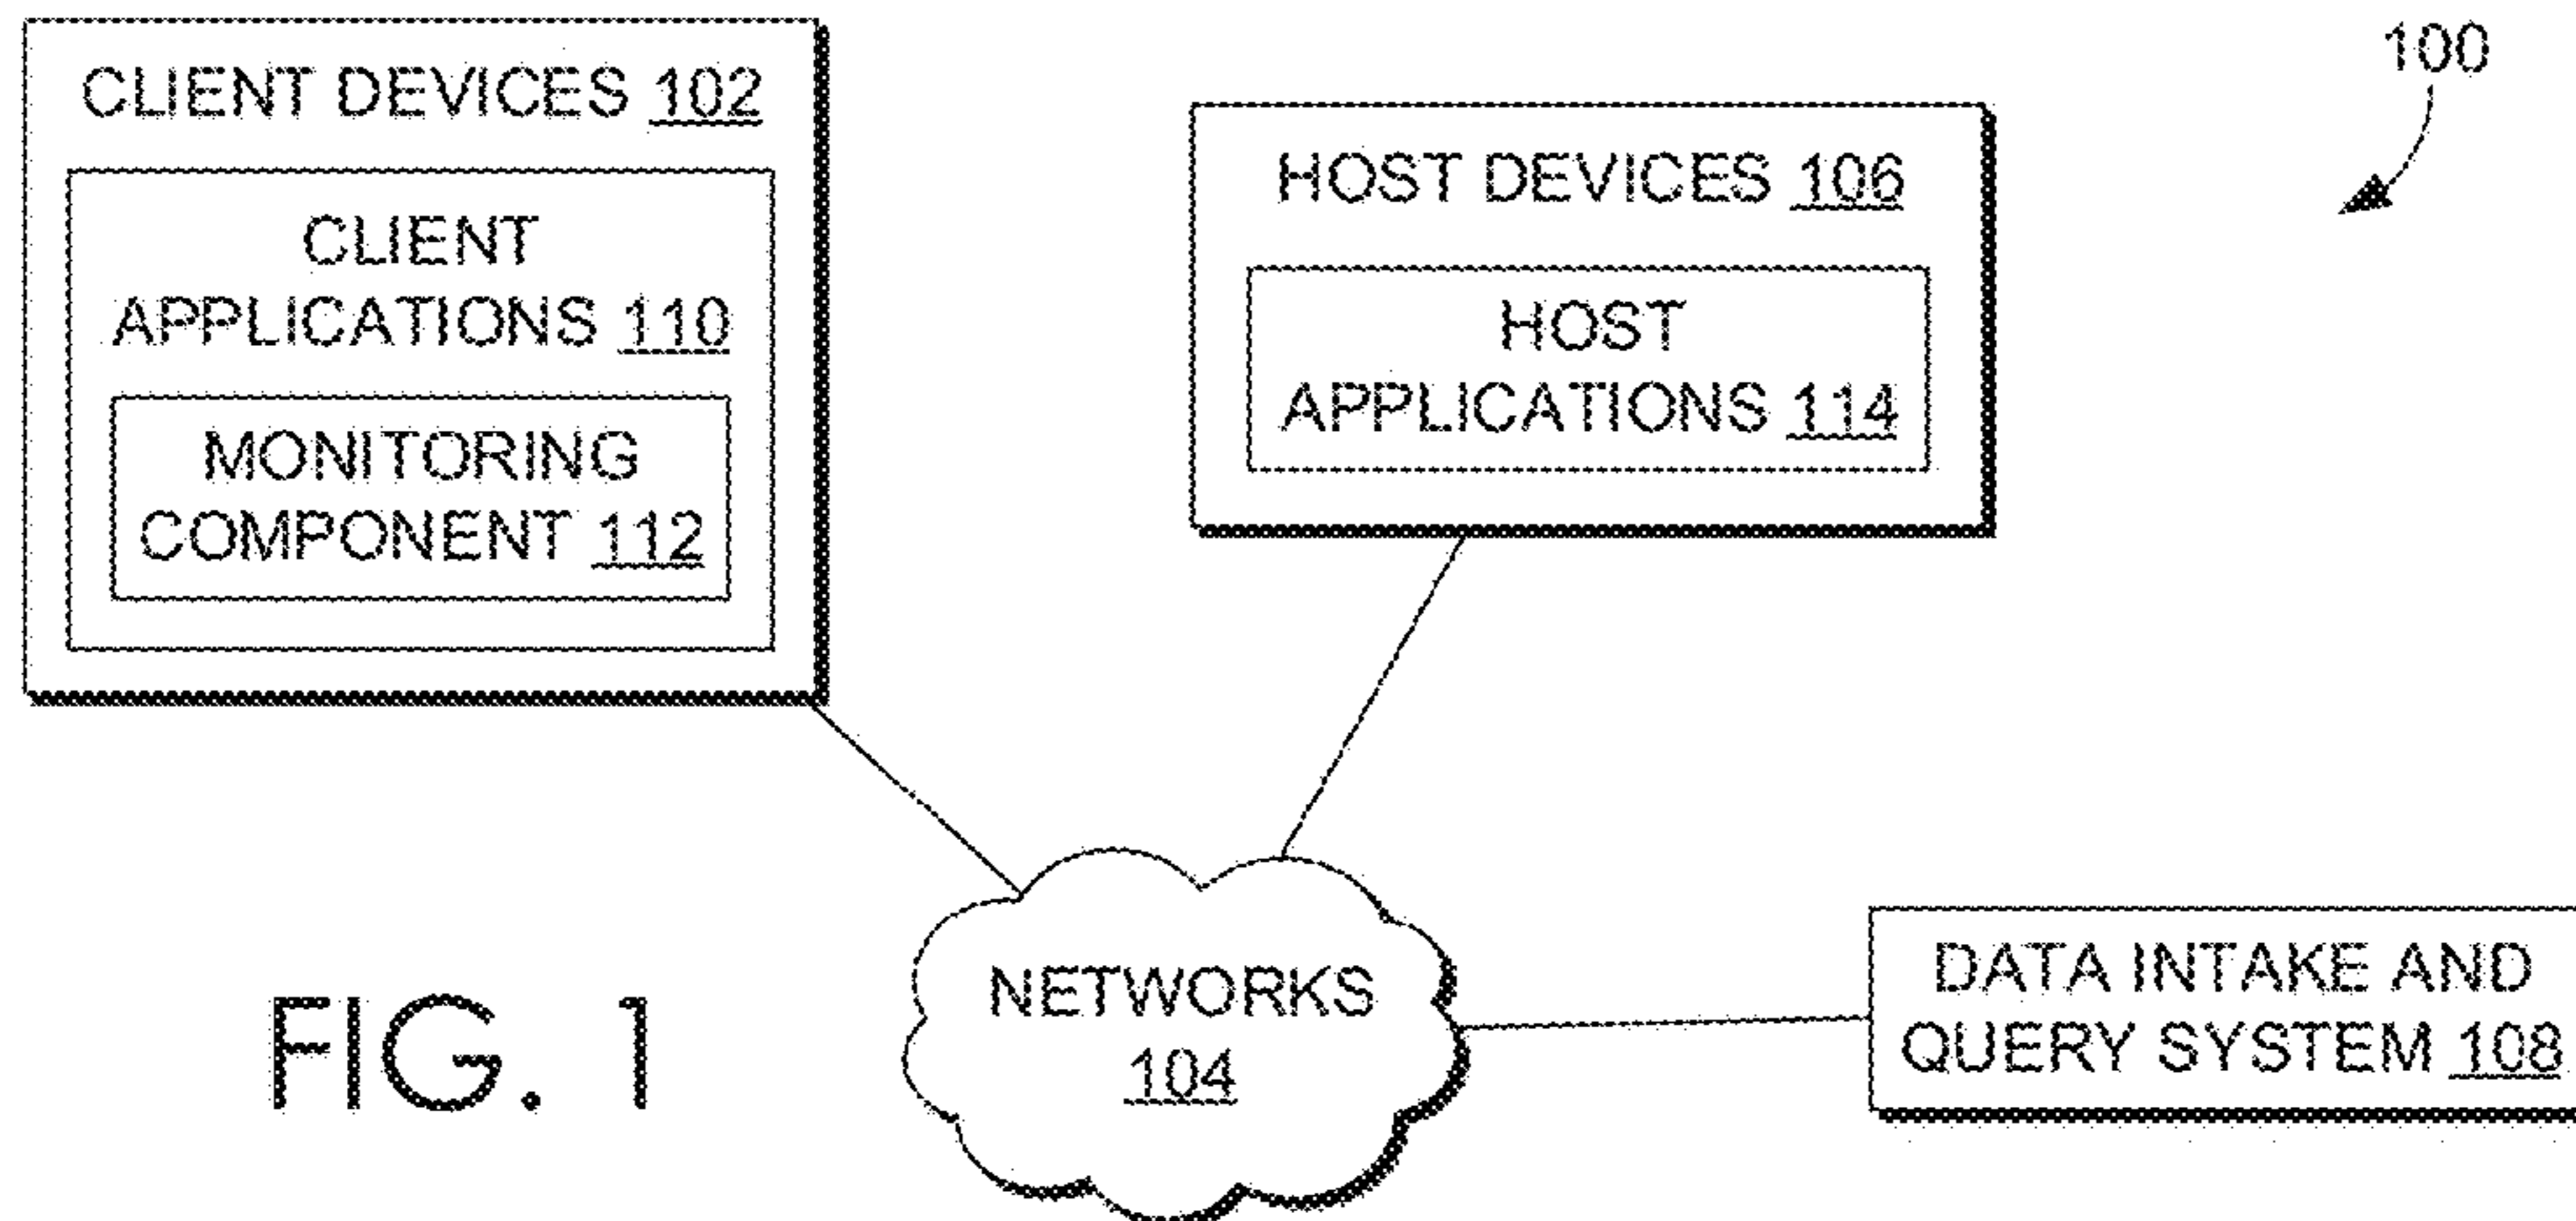 100
CLIENT DEVICES 102
CLIENT
APPLICATIONS 110
MONITORING
COMPONENT 112
HOST DEVICES 106
HOST
APPLICATIONS 114
NETWORKS
104
DATA INTAKE AND
QUERY SYSTEM 108
FIG. 1